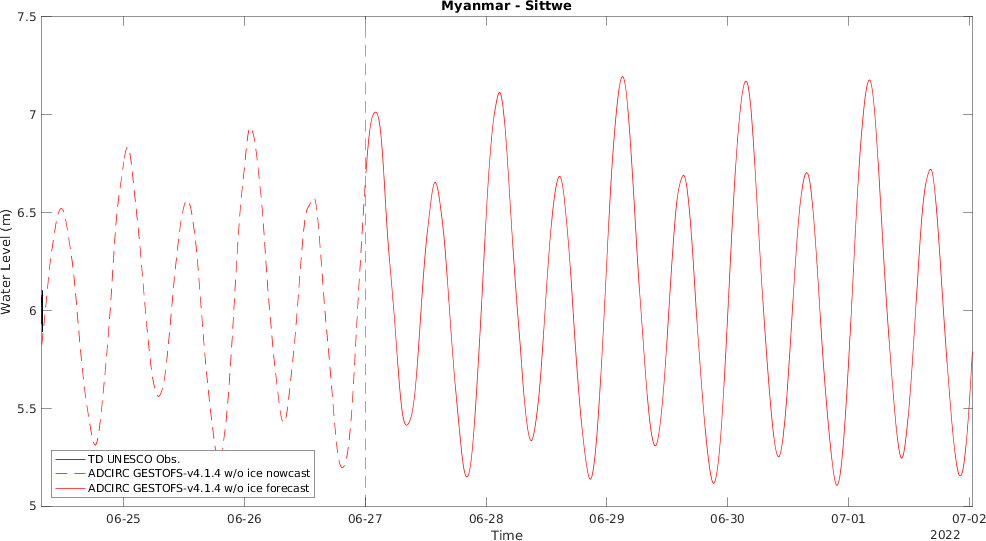 Myanmar - Sittwe
7.5
7
6.5
6
5.5
5
Water Level (m)
TD UNESCO Obs.
ADCIRC GESTOFS-v4.1.4 w/o ice nowcast
ADCIRC GESTOFS-v4.1.4 w/o ice forecast
06-25 06-26 06-27 06-28 06-29 06-30 07-01 07-02
Time
2022